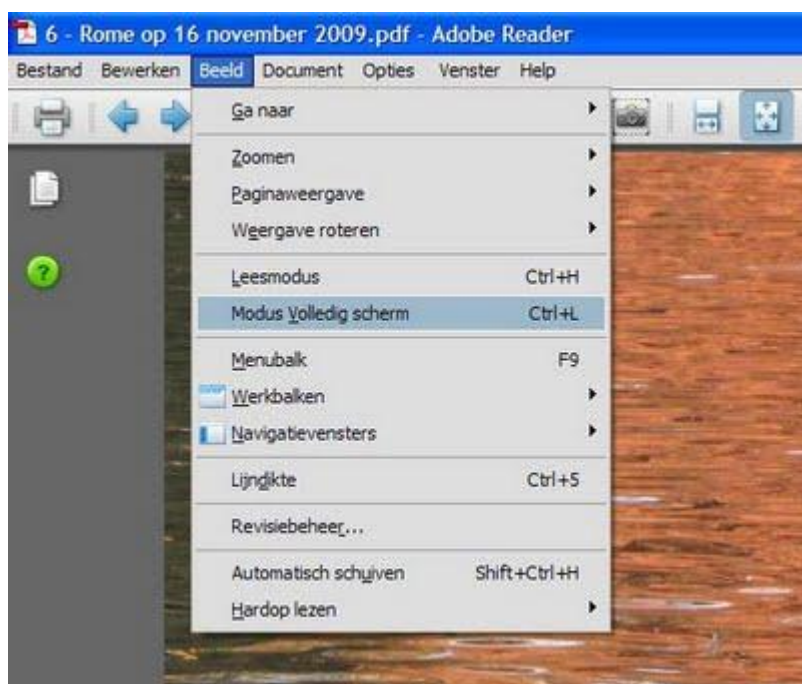 6 - Rome op 16 november 2009.pdf - Adobe Reader
Bestand Bewerken Beeld Document Opties Venster Help
Ga naar
Zoomen
Paginaweergave
Weergave roteren
Leesmodus Ctrl+H
Modus Volledig scherm Ctrl+L
Menubalk F9
Werkbalken
Navigatievensters
Lijndikte Ctrl+5
Revisiebeheer...
Automatisch schuiven Shift+Ctrl+H
Hardop lezen